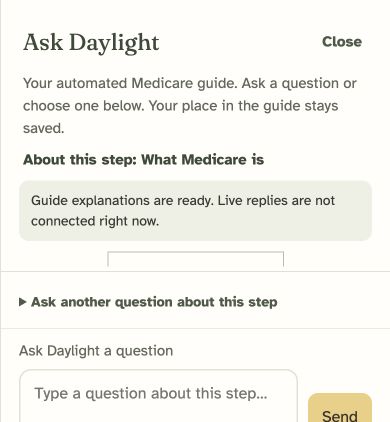 Ask Daylight
Close
Your automated Medicare guide. Ask a question or
choose one below. Your place in the guide stays
saved.
About this step: What Medicare is
Guide explanations are ready. Live replies are not
connected right now.
Ask another question about this step
Ask Daylight a question
Type a question about this step...
Send